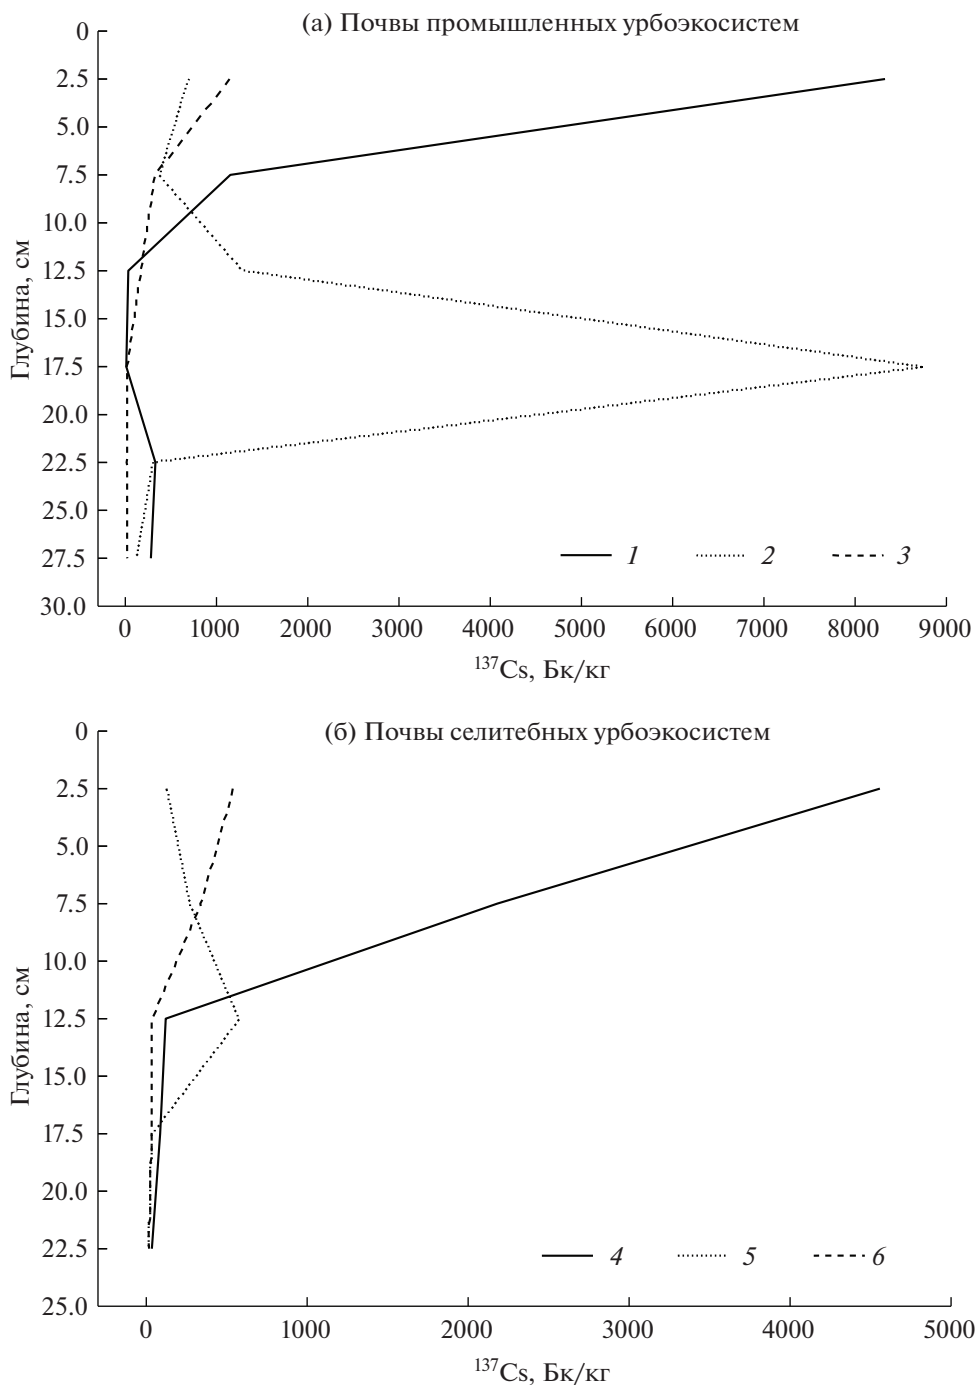 (а) Почвы промышленных урбоэкосистем
0
2.5
5.0
7.5
10.0
12.5
15.0
17.5
20.0
22.5
25.0
27.5
30.0
Глубина, см
1 2 3
0 1000 2000 3000 4000 5000 6000 7000 8000 9000
¹³⁷Cs, Бк/кг
(б) Почвы селитебных урбоэкосистем
0
2.5
5.0
7.5
10.0
12.5
15.0
17.5
20.0
22.5
25.0
Глубина, см
4 5 6
0 1000 2000 3000 4000 5000
¹³⁷Cs, Бк/кг